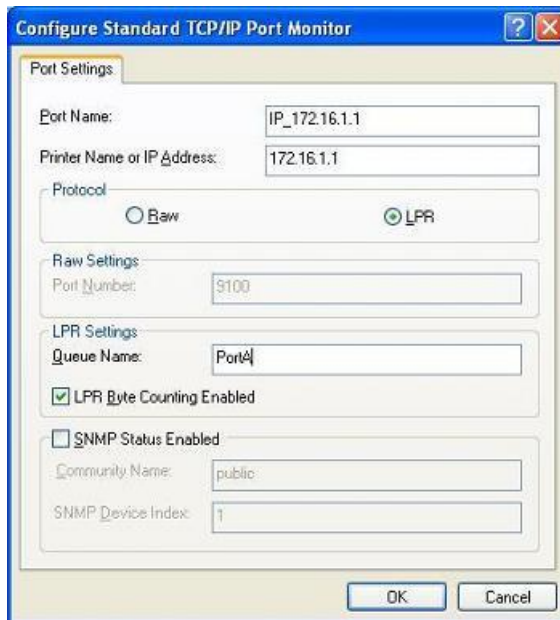 Configure Standard TCP/IP Port Monitor
Port Settings
Port Name: IP_172.16.1.1
Printer Name or IP Address: 172.16.1.1
Protocol
Raw LPR
Raw Settings
Port Number: 9100
LPR Settings
Queue Name: PortA
LPR Byte Counting Enabled
SNMP Status Enabled
Community Name: public
SNMP Device Index: 1
OK Cancel